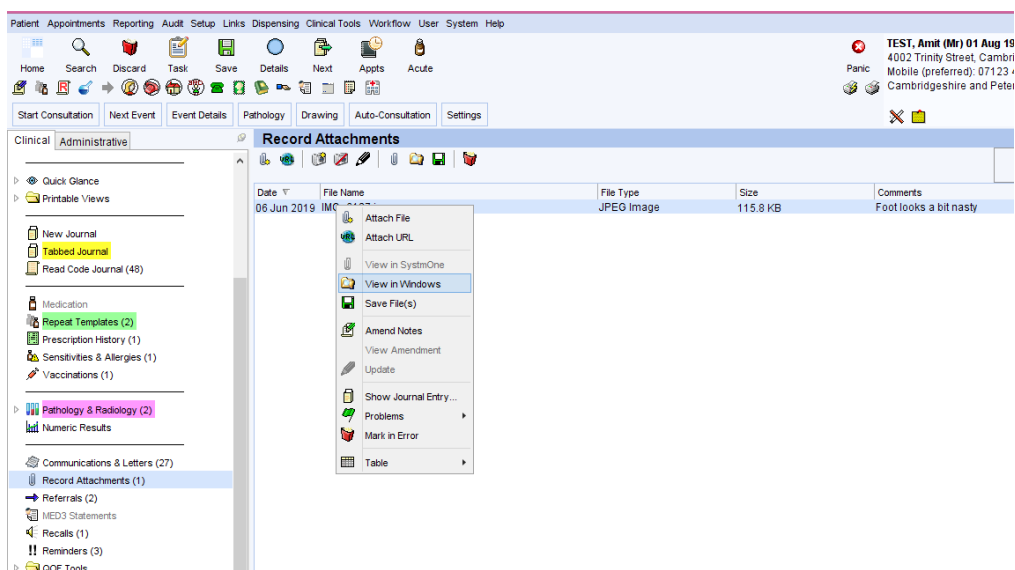 Patient Appointments Reporting Audit Setup Links Dispensing Clinical Tools Workflow User System Help
Home Search Discard Task Save Details Next Appts Acute
Panic
TEST, Amit (Mr) 01 Aug 19
4002 Trinity Street, Cambri
Mobile (preferred): 07123 4
Cambridgeshire and Peter
Start Consultation Next Event Event Details Pathology Drawing Auto-Consultation Settings
Clinical Administrative
Record Attachments
Quick Glance
Printable Views
New Journal
Tabbed Journal
Read Code Journal (48)
Medication
Repeat Templates (2)
Prescription History (1)
Sensitivities & Allergies (1)
Vaccinations (1)
Pathology & Radiology (2)
Numeric Results
Communications & Letters (27)
Record Attachments (1)
Referrals (2)
MED3 Statements
Recalls (1)
Reminders (3)
QOF Tools
Date File Name File Type Size Comments
06 Jun 2019 JPEG Image 115.8 KB Foot looks a bit nasty
Attach File
URL Attach URL
View in SystmOne
View in Windows
Save File(s)
Amend Notes
View Amendment
Update
Show Journal Entry...
Problems
Mark in Error
Table